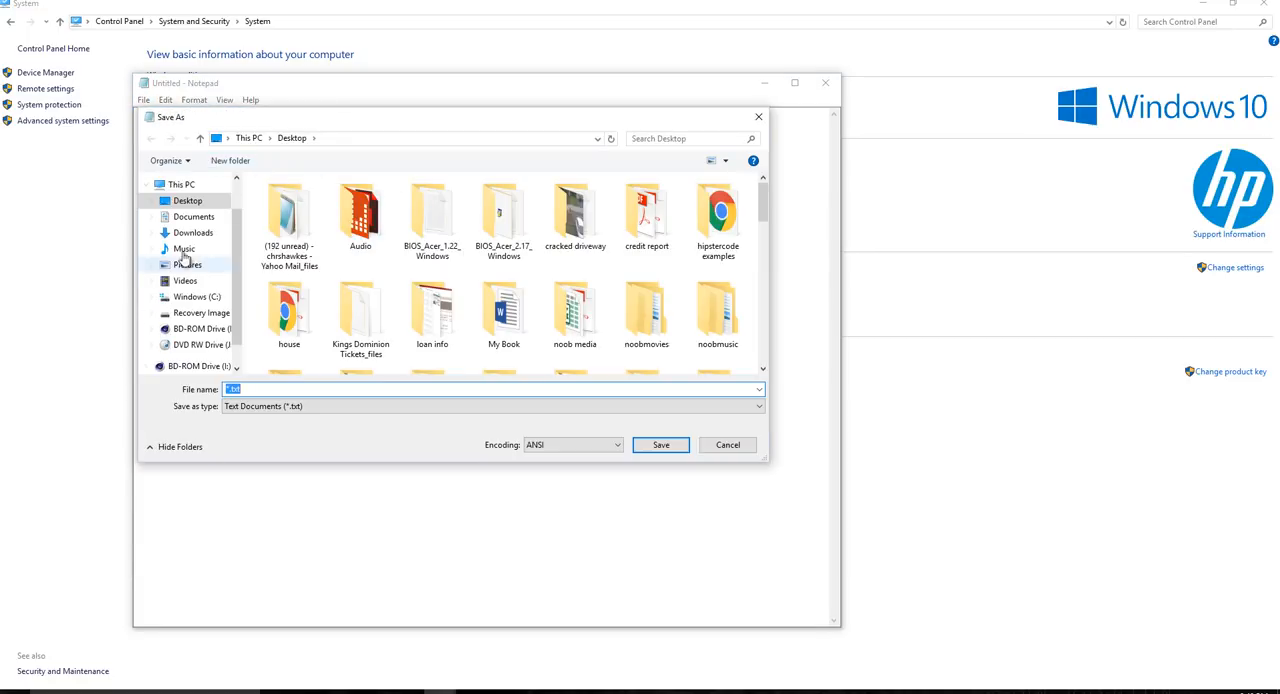 System
Control Panel
System and Security
System
Search Control Panel
Control Panel Home
Device Manager
Remote settings
System protection
Advanced system settings
View basic information about your computer
Untitled - Notepad
File Edit Format View Help
Save As
This PC
Desktop
Search Desktop
Organize
New folder
This PC
Desktop
Documents
Downloads
Music
Pictures
Videos
Windows (C:)
Recovery Image
BD-ROM Drive (I
DVD RW Drive (J
BD-ROM Drive (I:)
(192 unread) -
chrshawkes -
Yahoo Mail_files
Audio
BIOS_Acer_1.22_
Windows
BIOS_Acer_2.17_
Windows
cracked driveway
credit report
hipstercode
examples
house
Kings Dominion
Tickets_files
loan info
My Book
noob media
noobmovies
noobmusic
File name: *.txt
Save as type: Text Documents (*.txt)
Hide Folders
Encoding: ANSI
Save
Cancel
Windows 10
hp
Support Information
Change settings
Change product key
See also
Security and Maintenance